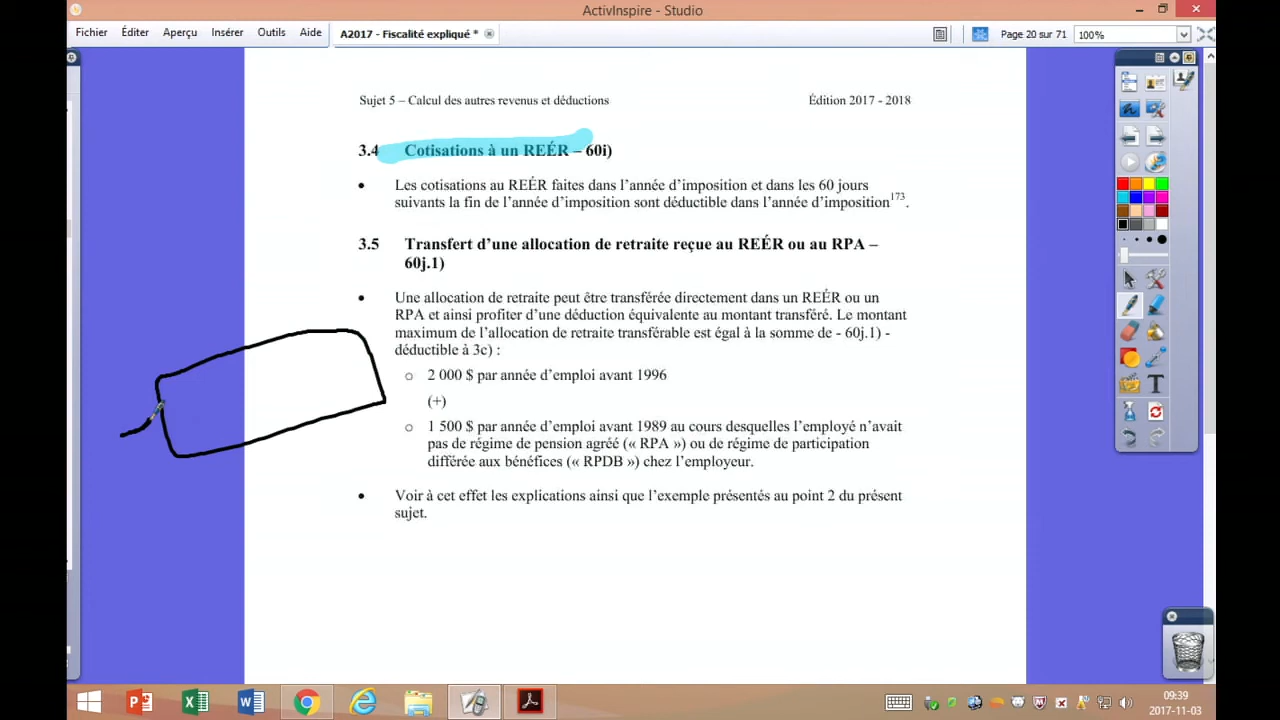 ActivInspire - Studio
Fichier Éditer Aperçu Insérer Outils Aide
A2017 - Fiscalité expliqué *
Page 20 sur 71
100%
Sujet 5 – Calcul des autres revenus et déductions
Édition 2017 - 2018
3.4 Cotisations à un REÉR – 60i)
• Les cotisations au REÉR faites dans l’année d’imposition et dans les 60 jours
suivants la fin de l’année d’imposition sont déductible dans l’année d’imposition173.
3.5 Transfert d’une allocation de retraite reçue au REÉR ou au RPA –
60j.1)
• Une allocation de retraite peut être transférée directement dans un REÉR ou un
RPA et ainsi profiter d’une déduction équivalente au montant transféré. Le montant
maximum de l’allocation de retraite transférable est égal à la somme de - 60j.1) -
déductible à 3c) :
o 2 000 $ par année d’emploi avant 1996
(+)
o 1 500 $ par année d’emploi avant 1989 au cours desquelles l’employé n’avait
pas de régime de pension agréé (« RPA ») ou de régime de participation
différée aux bénéfices (« RPDB ») chez l’employeur.
• Voir à cet effet les explications ainsi que l’exemple présentés au point 2 du présent
sujet.
09:39
2017-11-03